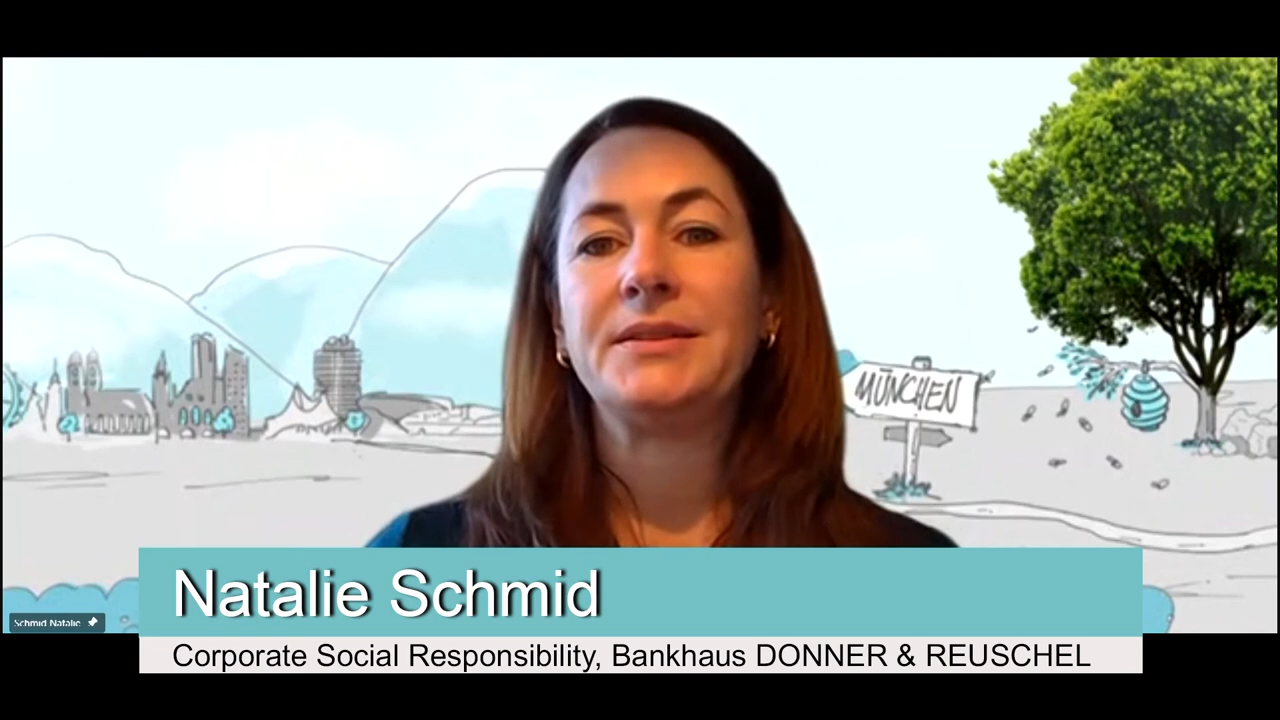 MÜNCHEN
Natalie Schmid
Schmid Natalie
Corporate Social Responsibility, Bankhaus DONNER & REUSCHEL